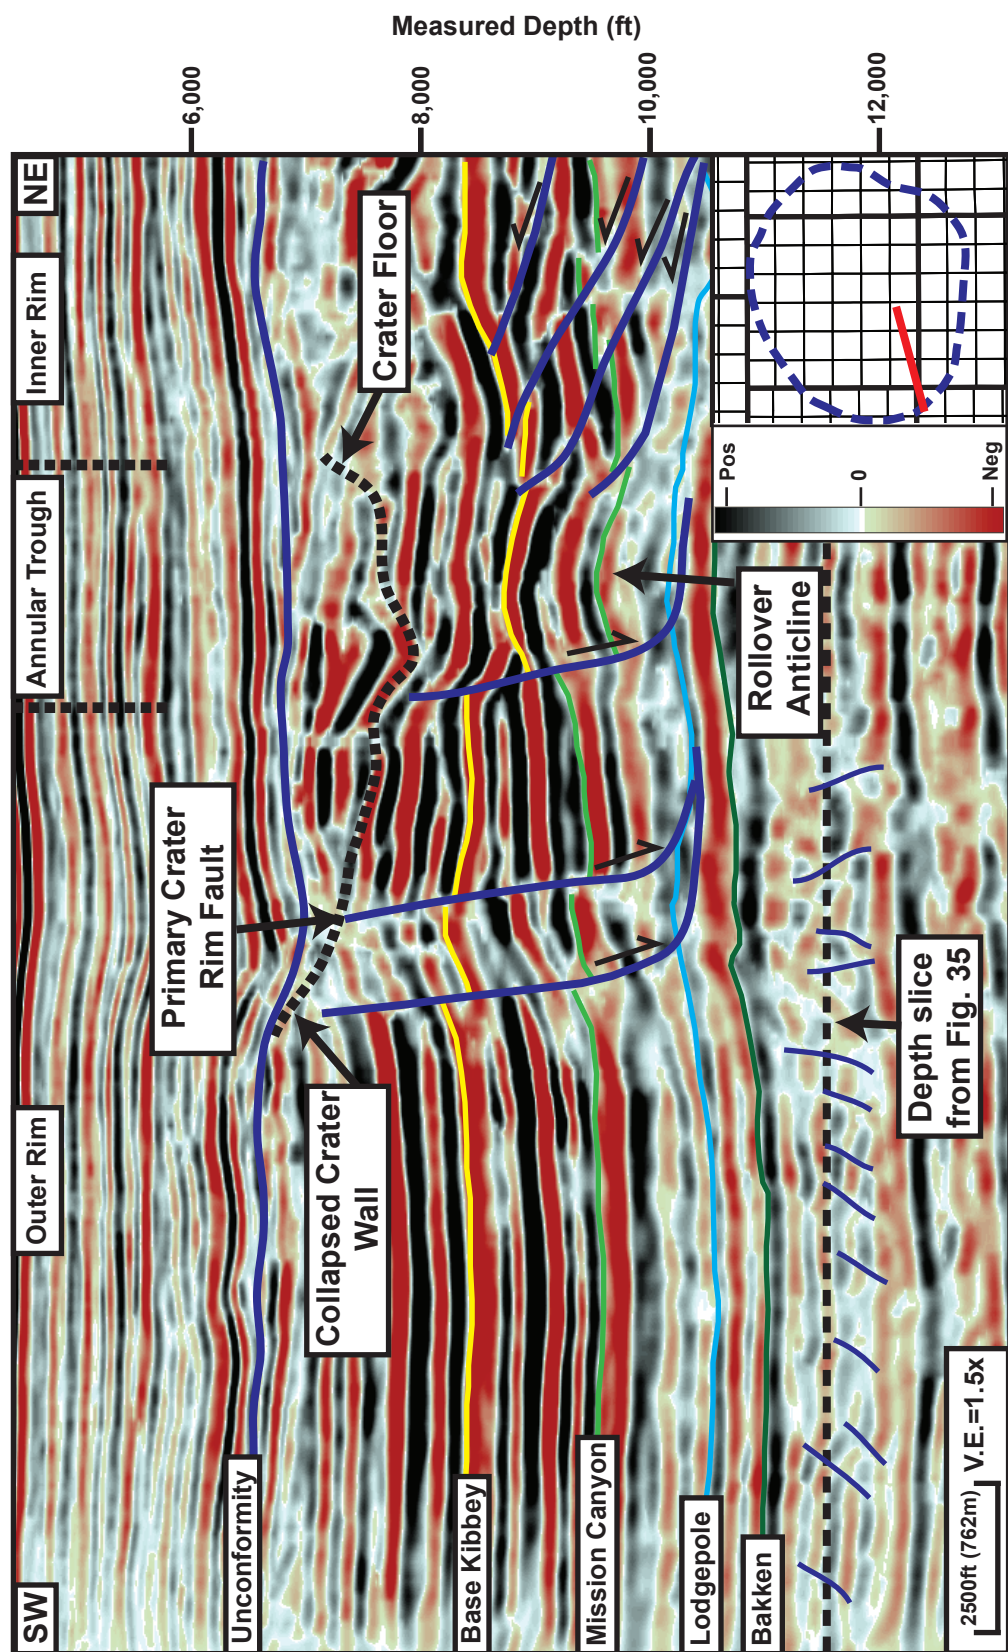 SW
Outer Rim
Annular Trough
Inner Rim
NE
Measured Depth (ft)
6,000
8,000
10,000
12,000
Unconformity
Base Kibbey
Mission Canyon
Lodgepole
Bakken
Primary Crater
Rim Fault
Collapsed Crater
Wall
Crater Floor
Rollover
Anticline
Depth slice
from Fig. 35
Pos
0
Neg
2500ft (762m)
V.E.=1.5x